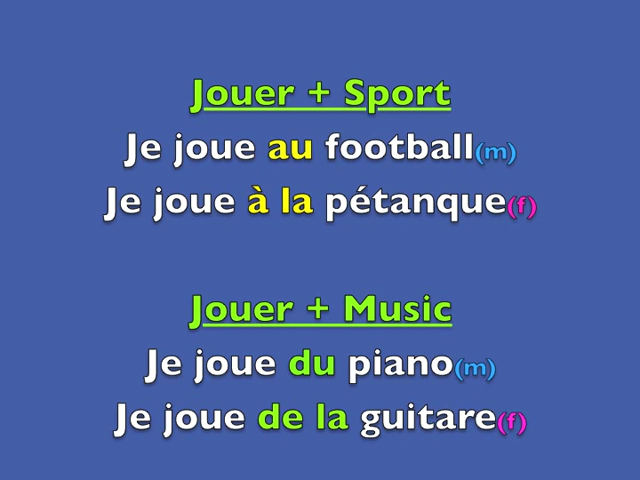 Jouer + Sport
Je joue au football(m)
Je joue à la pétanque(f)
Jouer + Music
Je joue du piano(m)
Je joue de la guitare(f)